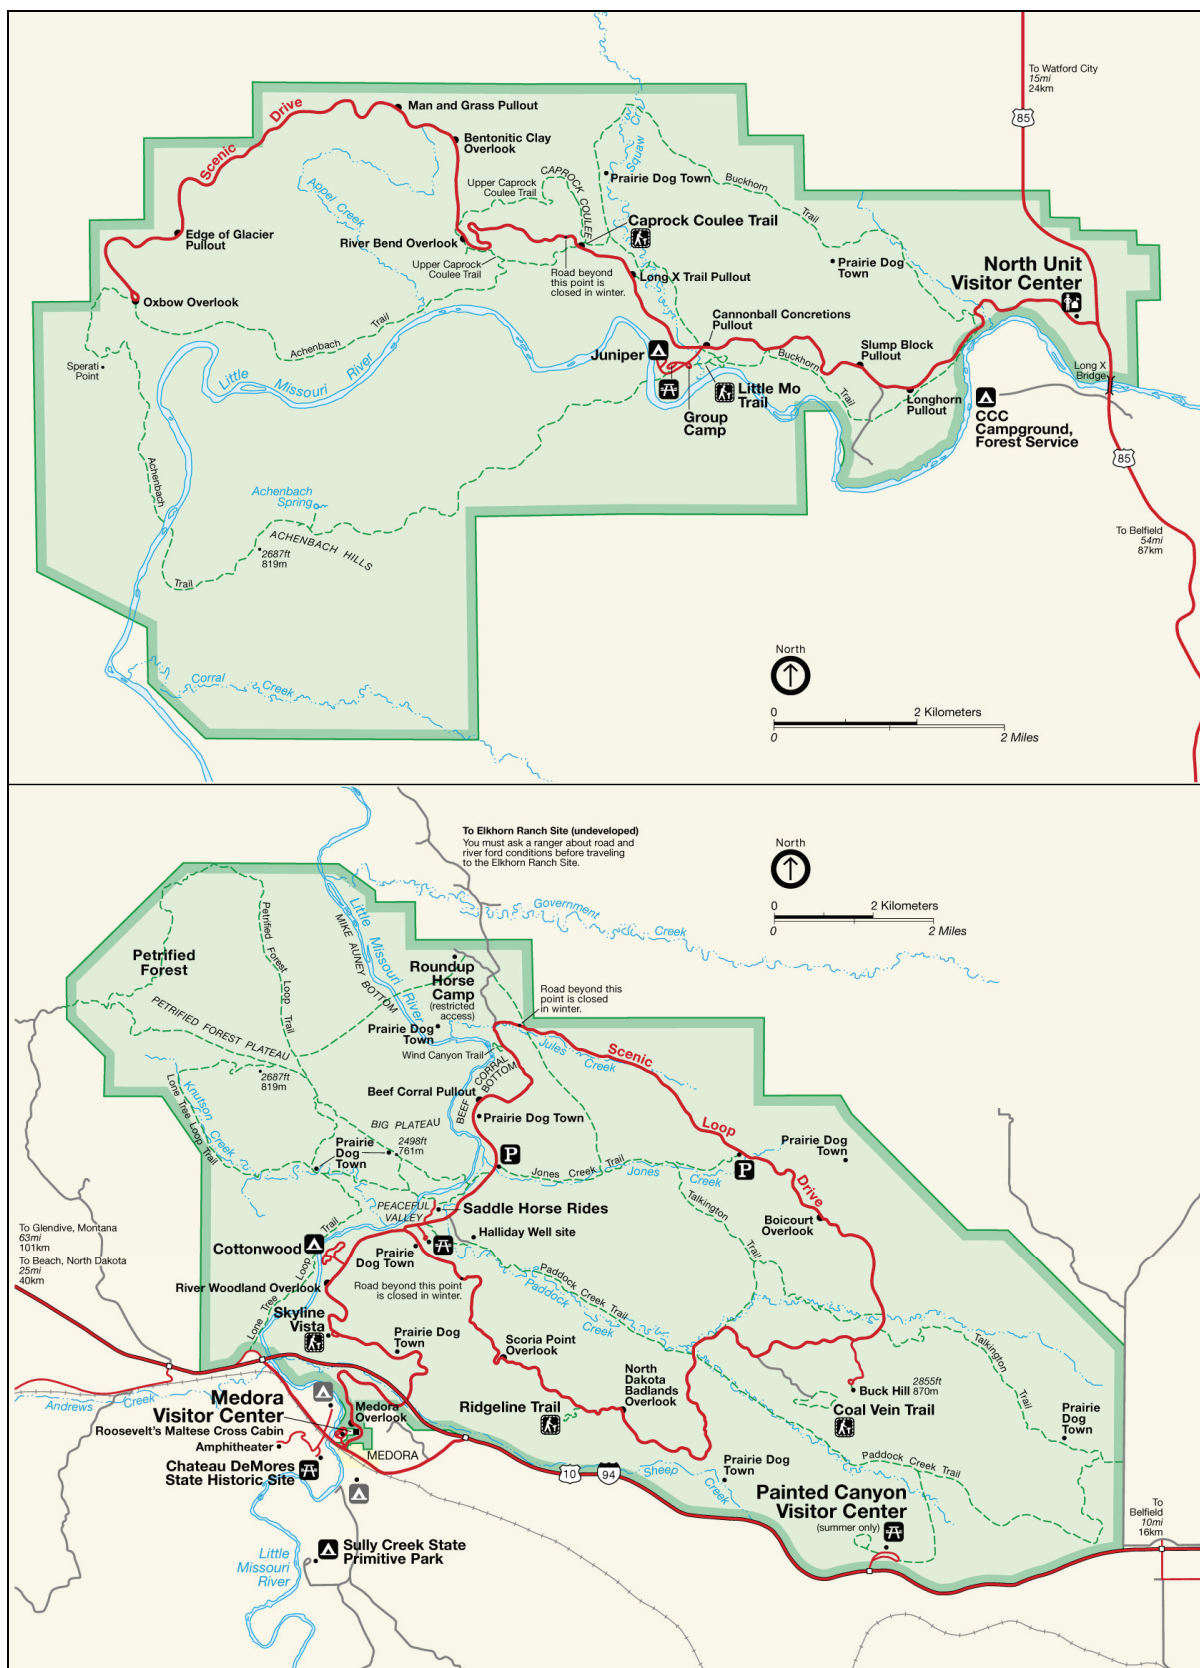 To Watford City
15mi
24km
85
Man and Grass Pullout
Scenic
Drive
Bentonitic Clay
Overlook
Squaw
Cr
CAPROCK COULEE
Upper Caprock
Coulee Trail
Prairie Dog Town
Buckhorn
Trail
Appel Creek
Caprock Coulee Trail
Edge of Glacier
Pullout
River Bend Overlook
Upper Caprock
Coulee Trail
Road beyond
this point is
closed in winter.
Prairie Dog
Town
North Unit
Visitor Center
Long X Trail Pullout
Oxbow Overlook
Cannonball Concretions
Pullout
Achenbach
Trail
Juniper
Little
Missouri
River
Buckhorn
Trail
Slump Block
Pullout
Sperati
Point
Long X
Bridge
Little Mo
Trail
Longhorn
Pullout
Group
Camp
CCC
Campground,
Forest Service
85
Achenbach
Trail
Achenbach
Spring
ACHENBACH HILLS
2687ft
819m
To Belfield
54mi
87km
Corral
Creek
North
0
2 Kilometers
0
2 Miles
To Elkhorn Ranch Site (undeveloped)
You must ask a ranger about road and
river ford conditions before traveling
to the Elkhorn Ranch Site.
North
0
2 Kilometers
0
2 Miles
Government
Creek
Little Missouri River
MIKE AUNEY BOTTOM
Petrified Forest Loop Trail
Petrified
Forest
Roundup
Horse
Camp
(restricted
access)
Road beyond this
point is closed
in winter.
PETRIFIED FOREST PLATEAU
Prairie Dog
Town
Wind Canyon Trail
Jules
Creek
Scenic
Loop
Drive
2687ft
819m
Knutson Creek
Lone Tree Loop Trail
Beef Corral Pullout
BEEF CORRAL BOTTOM
Prairie Dog Town
BIG PLATEAU
2498ft
761m
Prairie
Dog
Town
P
Jones Creek Trail
Jones
Creek
P
Prairie Dog
Town
PEACEFUL
VALLEY
Saddle Horse Rides
Talkington
Trail
Boicourt
Overlook
Halliday Well site
To Glendive, Montana
63mi
101km
To Beach, North Dakota
25mi
40km
Cottonwood
Lone Tree Loop Trail
Prairie
Dog Town
Road beyond this point
is closed in winter.
River Woodland Overlook
Paddock Creek Trail
Paddock
Creek
Skyline
Vista
Prairie Dog
Town
Scoria Point
Overlook
Talkington
Trail
North
Dakota
Badlands
Overlook
2855ft
870m
Buck Hill
Andrews Creek
Medora
Visitor Center
Medora
Overlook
Ridgeline Trail
Coal Vein Trail
Prairie
Dog
Town
Roosevelt's Maltese Cross Cabin
Amphitheater
MEDORA
Chateau DeMores
State Historic Site
10
94
Sheep
Creek
Prairie Dog
Town
Paddock Creek Trail
Painted Canyon
Visitor Center
(summer only)
To
Belfield
10mi
16km
Sully Creek State
Primitive Park
Little
Missouri
River